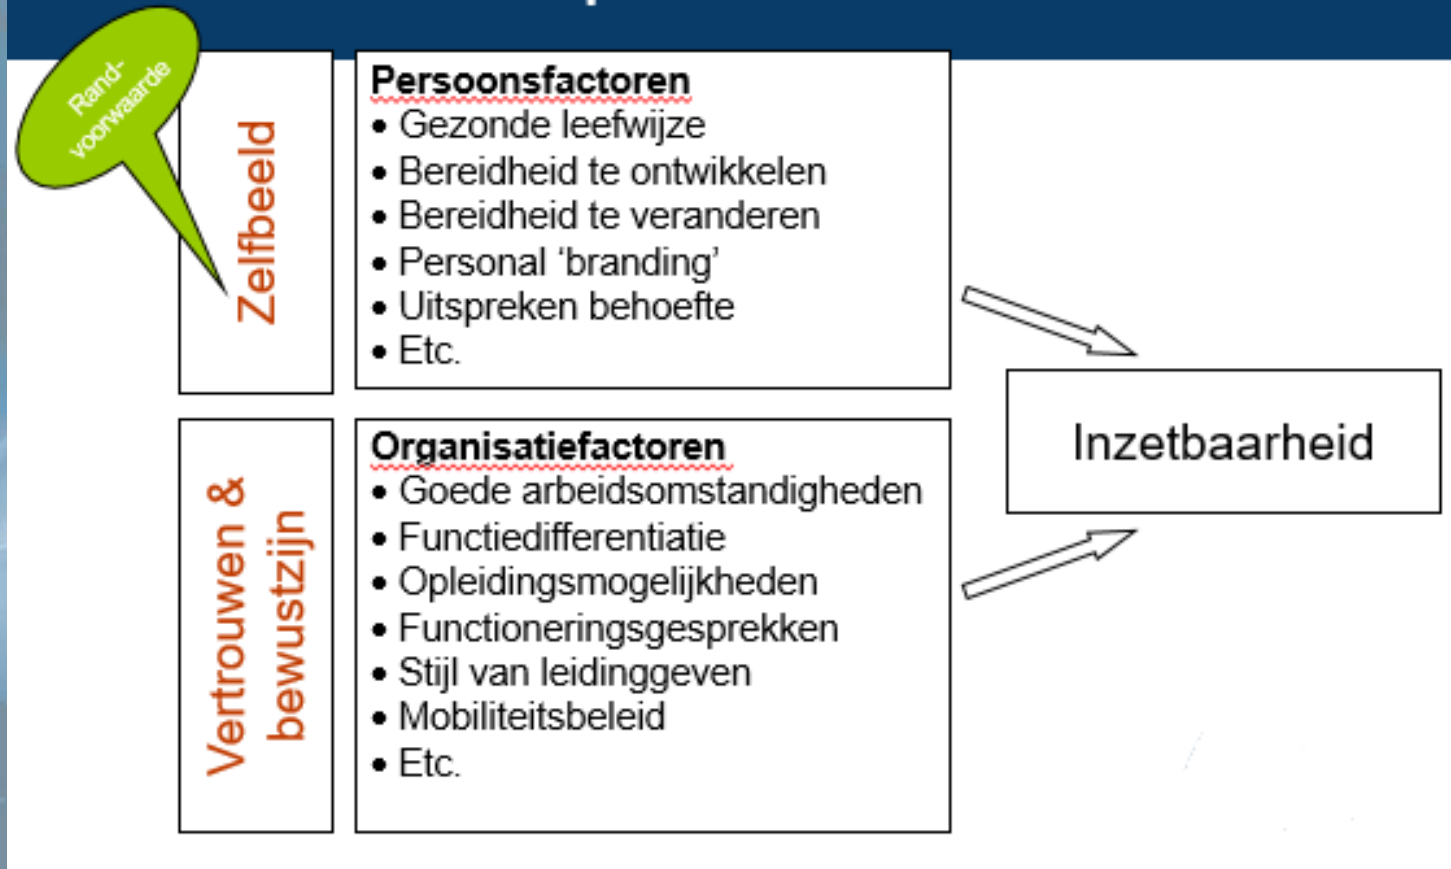 Rand-
voorwaarde
Zelfbeeld
Persoonsfactoren
• Gezonde leefwijze
• Bereidheid te ontwikkelen
• Bereidheid te veranderen
• Personal ‘branding’
• Uitspreken behoefte
• Etc.
Inzetbaarheid
Vertrouwen &
bewustzijn
Organisatiefactoren
• Goede arbeidsomstandigheden
• Functiedifferentiatie
• Opleidingsmogelijkheden
• Functioneringsgesprekken
• Stijl van leidinggeven
• Mobiliteitsbeleid
• Etc.